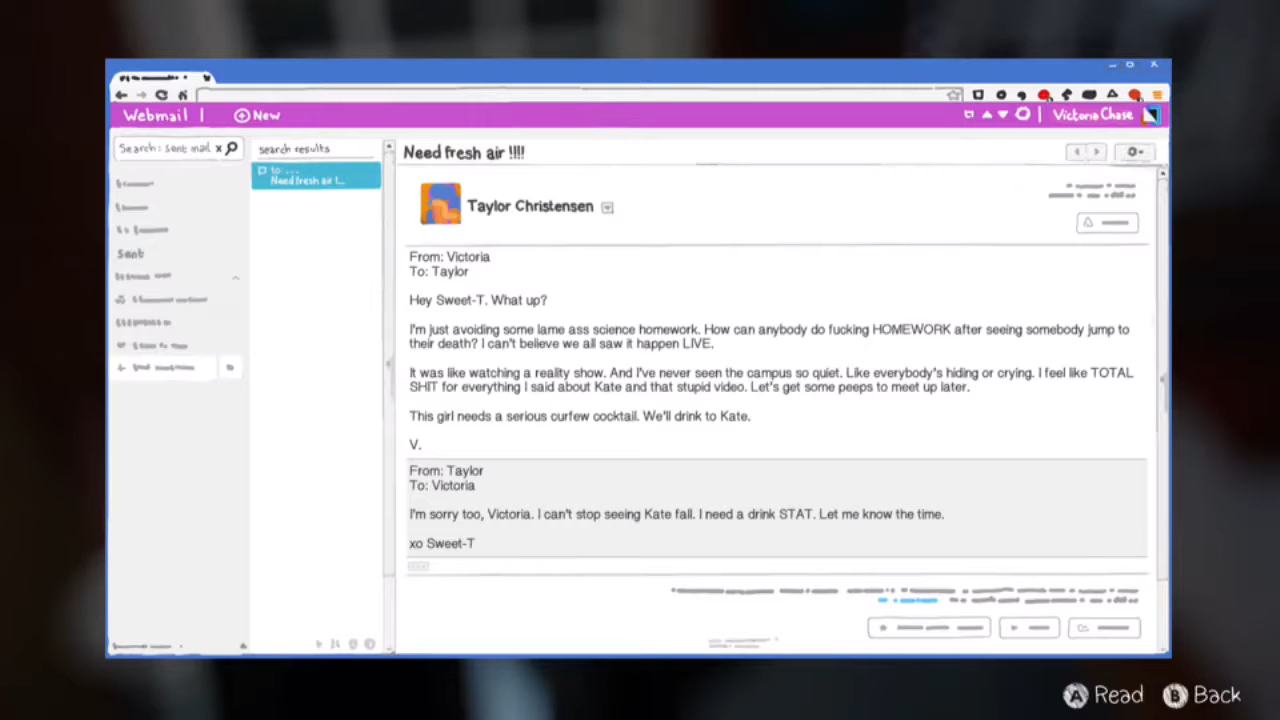 Webmail |
New
Victoria Chase
Search: sent mail x
search results
Need fresh air !!!!
to: ...
Need fresh air !...
Taylor Christensen
Sent
From: Victoria
To: Taylor
Hey Sweet-T. What up?
I'm just avoiding some lame ass science homework. How can anybody do fucking HOMEWORK after seeing somebody jump to
their death? I can't believe we all saw it happen LIVE.
It was like watching a reality show. And I've never seen the campus so quiet. Like everybody's hiding or crying. I feel like TOTAL
SHIT for everything I said about Kate and that stupid video. Let's get some peeps to meet up later.
This girl needs a serious curfew cocktail. We'll drink to Kate.
V.
From: Taylor
To: Victoria
I'm sorry too, Victoria. I can't stop seeing Kate fall. I need a drink STAT. Let me know the time.
xo Sweet-T
A Read B Back